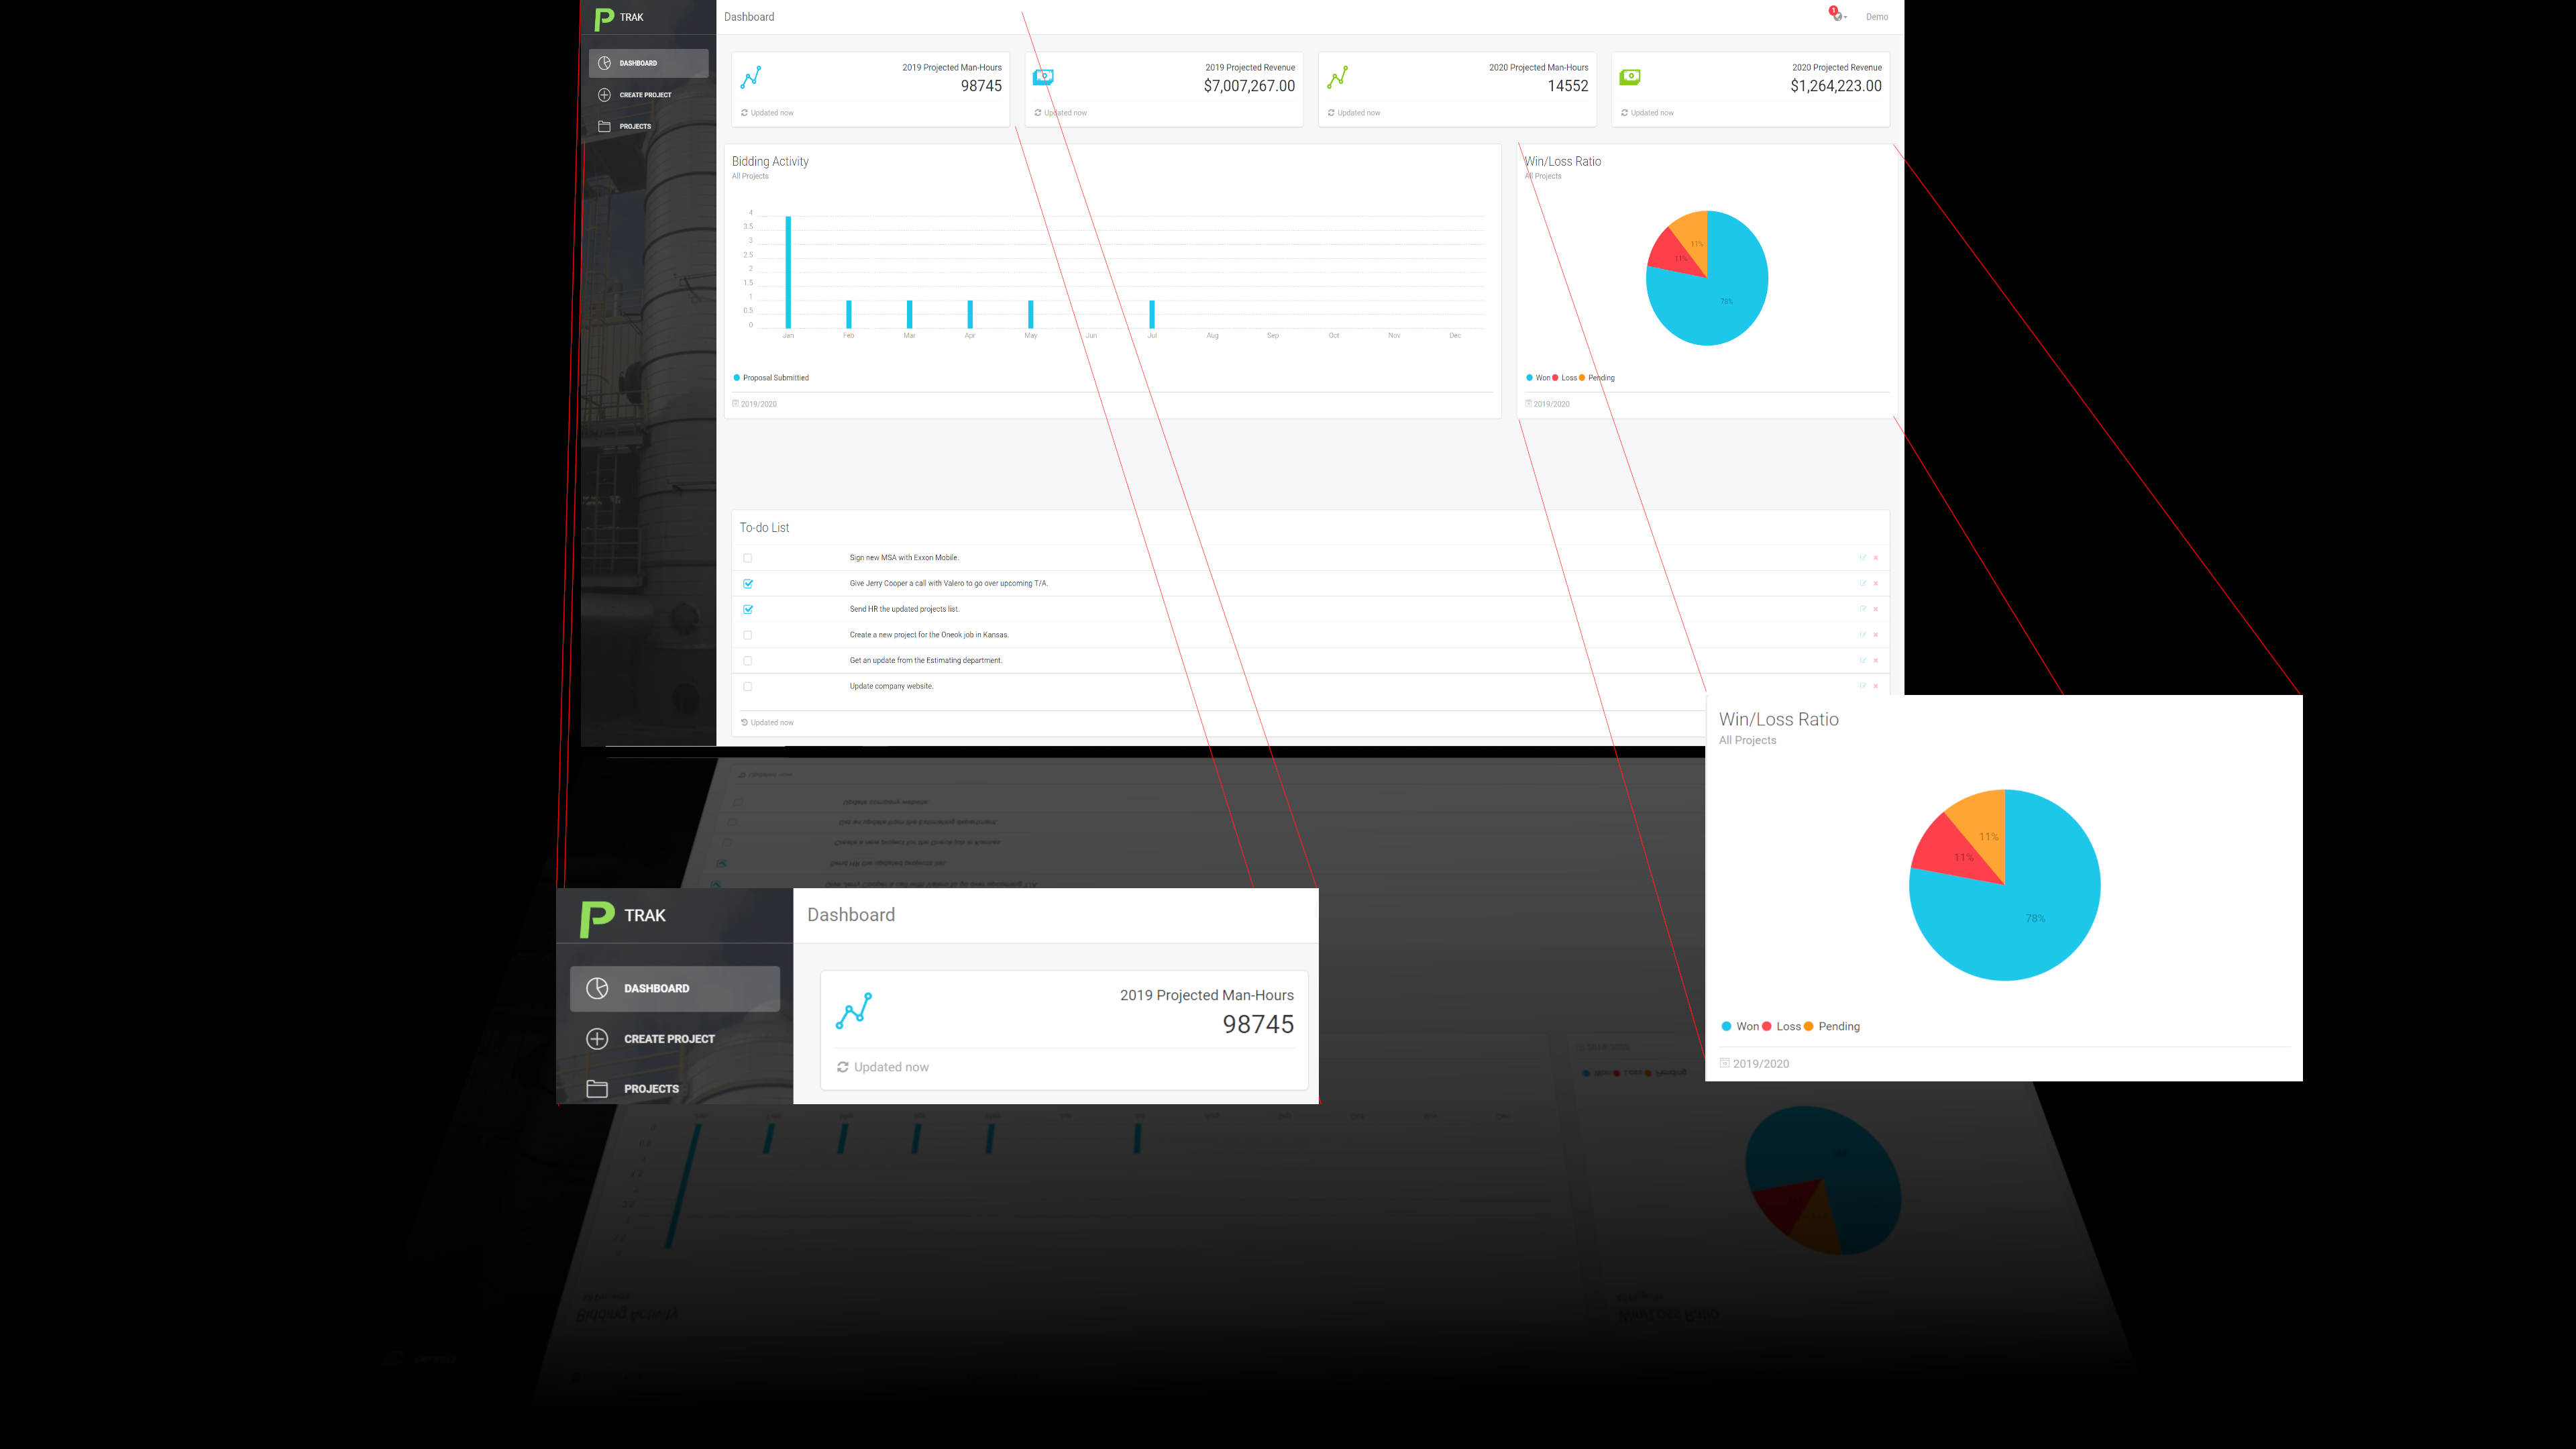 TRAK
Dashboard
1
Demo
DASHBOARD
CREATE PROJECT
PROJECTS
2019 Projected Man-Hours
98745
Updated now
2019 Projected Revenue
$7,007,267.00
Updated now
2020 Projected Man-Hours
14552
Updated now
2020 Projected Revenue
$1,264,223.00
Updated now
Bidding Activity
All Projects
4
3.5
3
2.5
2
1.5
1
0.5
0
Jan Feb Mar Apr May Jun Jul Aug Sep Oct Nov Dec
Proposal Submittied
2019/2020
Win/Loss Ratio
All Projects
11%
11%
78%
Won Loss Pending
2019/2020
To-do List
Sign new MSA with Exxon Mobile.
Give Jerry Cooper a call with Valero to go over upcoming T/A.
Send HR the updated projects list.
Create a new project for the Oneok job in Kansas.
Get an update from the Estimating department.
Update company website.
Updated now
P TRAK
Dashboard
DASHBOARD
CREATE PROJECT
PROJECTS
2019 Projected Man-Hours
98745
Updated now
Win/Loss Ratio
All Projects
11%
11%
78%
Won Loss Pending
2019/2020